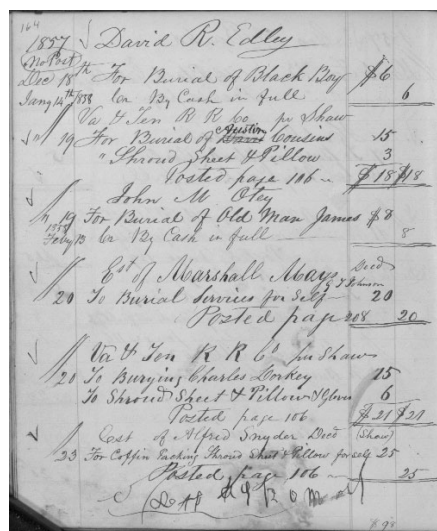 164
1857 David R. Edley
(No Post)
Dec 18th For Burial of Black Boy $6
Jany 14th/1858 Cr By Cash in full 6
Va & Ten R R Co pr Shaw
" 19 For Burial of Austin Cousins 15
" Shroud Sheet & Pillow 3
Posted page 106 $18 $18
John M Otey
" 19 For Burial of Old Man James $8
1858 Feby Cr By Cash in full 8
Est of Marshall Mays Decd
20 To Burial Services for Self 20
Posted page 208 20
Va & Ten R R Co pr Shaw
20 To Burying Charles Dorkey 15
To Shroud Sheet & Pillow & Gloves 6
Posted page 106 $21 $21
Est of Alfred Snyder Decd (Shaw)
23 For Coffin Packing Shroud Sheet & Pillow for self 25
Posted page 106 25